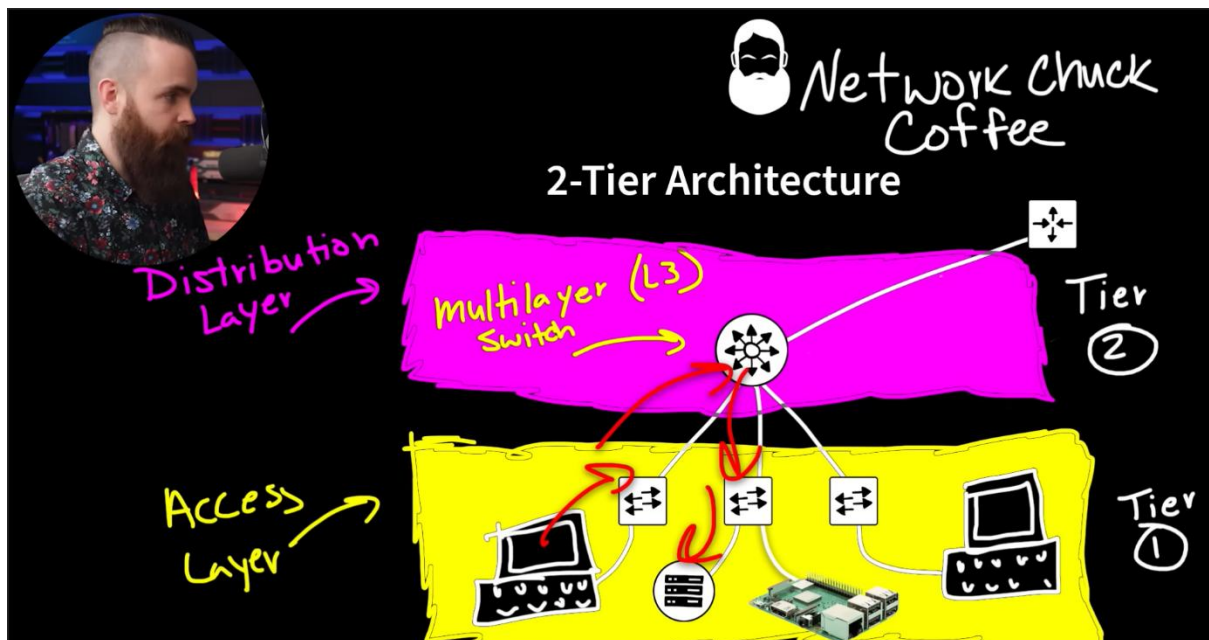 Network Chuck
Coffee
2-Tier Architecture
Distribution
Layer
Multilayer (L3)
Switch
Tier
2
Access
Layer
Tier
1